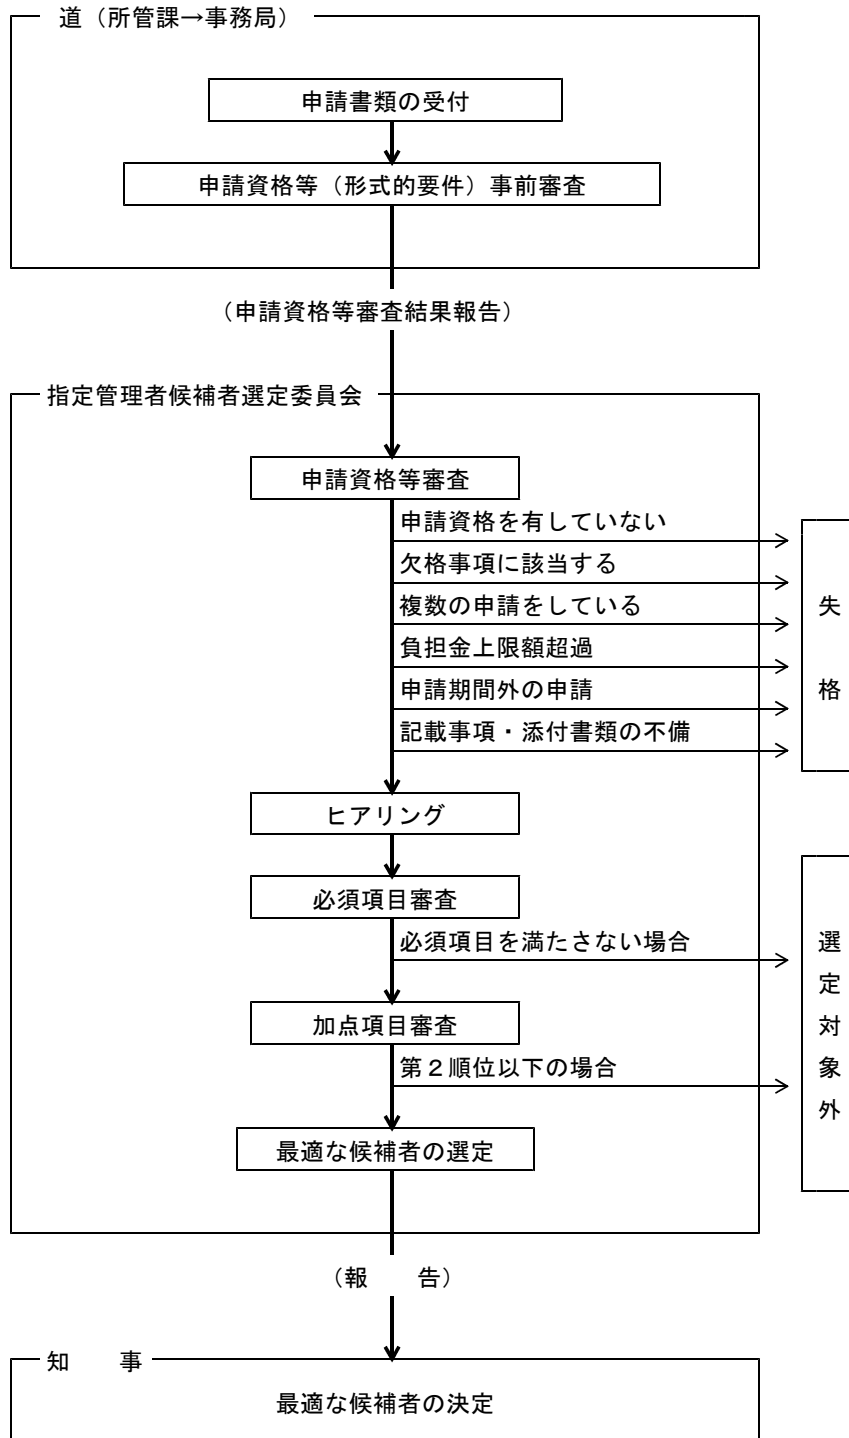 道（所管課→事務局）
申請書類の受付
申請資格等（形式的要件）事前審査
（申請資格等審査結果報告）
指定管理者候補者選定委員会
申請資格等審査
申請資格を有していない
欠格事項に該当する
複数の申請をしている
負担金上限額超過
申請期間外の申請
記載事項・添付書類の不備
失格
ヒアリング
必須項目審査
必須項目を満たさない場合
加点項目審査
第２順位以下の場合
最適な候補者の選定
選定対象外
（報　　告）
知　　事
最適な候補者の決定